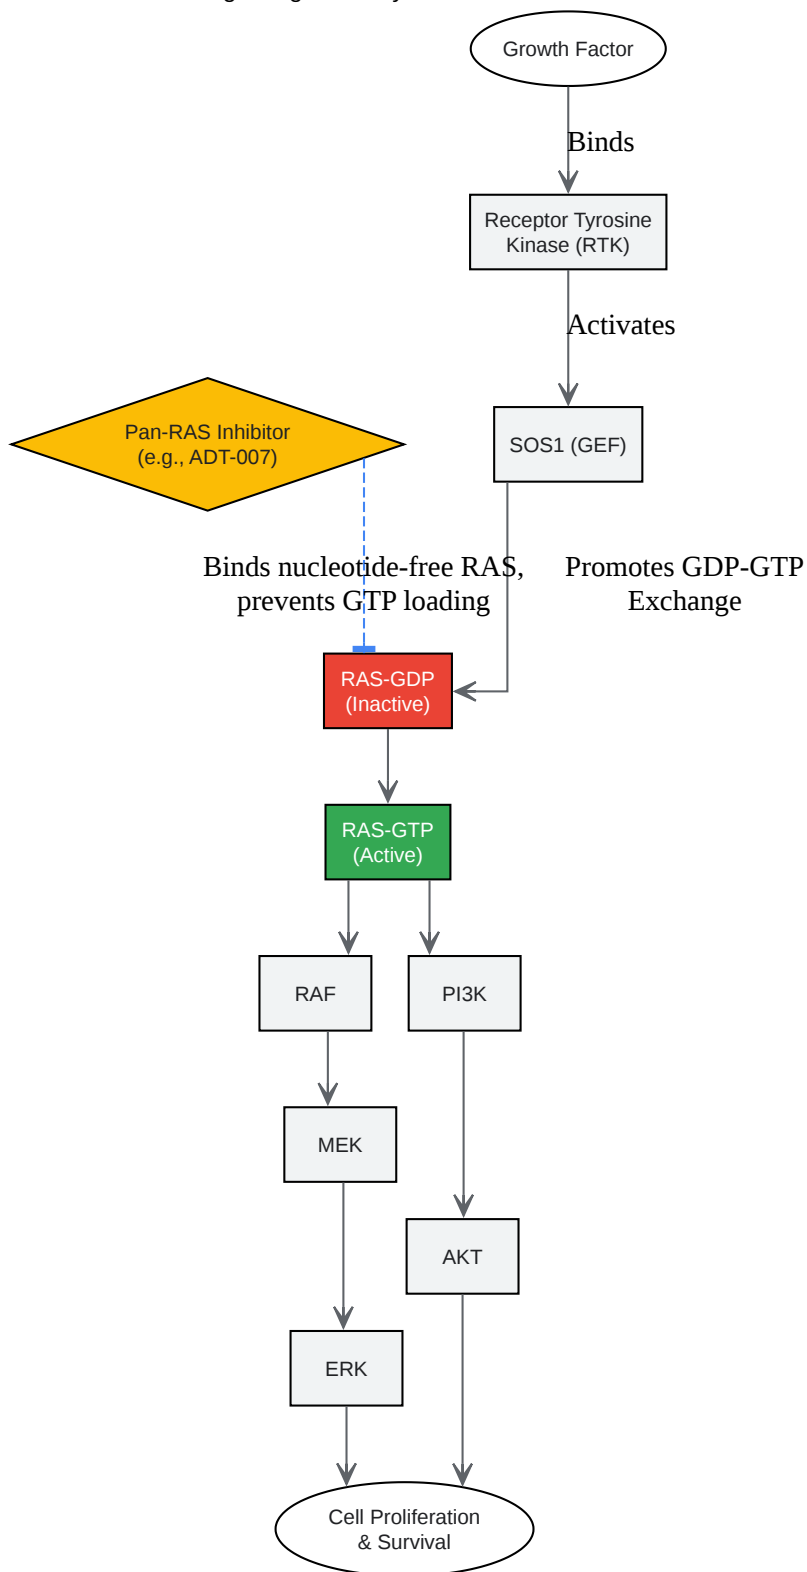 Growth Factor
Binds
Receptor Tyrosine
Kinase (RTK)
Activates
Pan-RAS Inhibitor
(e.g., ADT-007)
SOS1 (GEF)
Binds nucleotide-free RAS,
prevents GTP loading
Promotes GDP-GTP
Exchange
RAS-GDP
(Inactive)
RAS-GTP
(Active)
RAF
PI3K
MEK
AKT
ERK
Cell Proliferation
& Survival